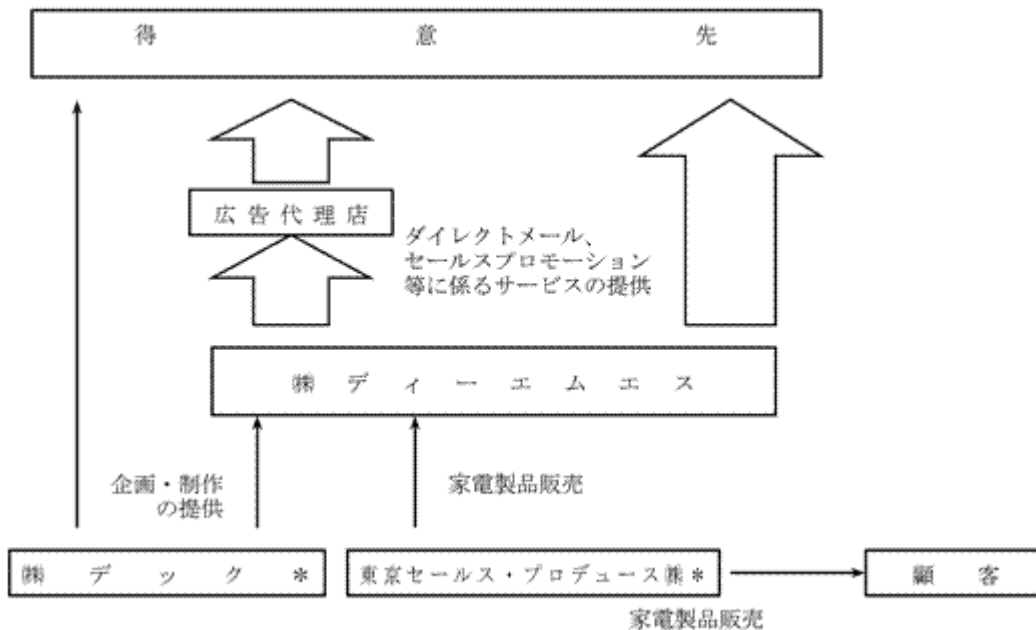 得意先
広告代理店
ダイレクトメール、
セールスプロモーション
等に係るサービスの提供
㈱ディーエムエス
企画・制作
の提供
家電製品販売
㈱デック＊
東京セールス・プロデュース㈱＊
顧客
家電製品販売